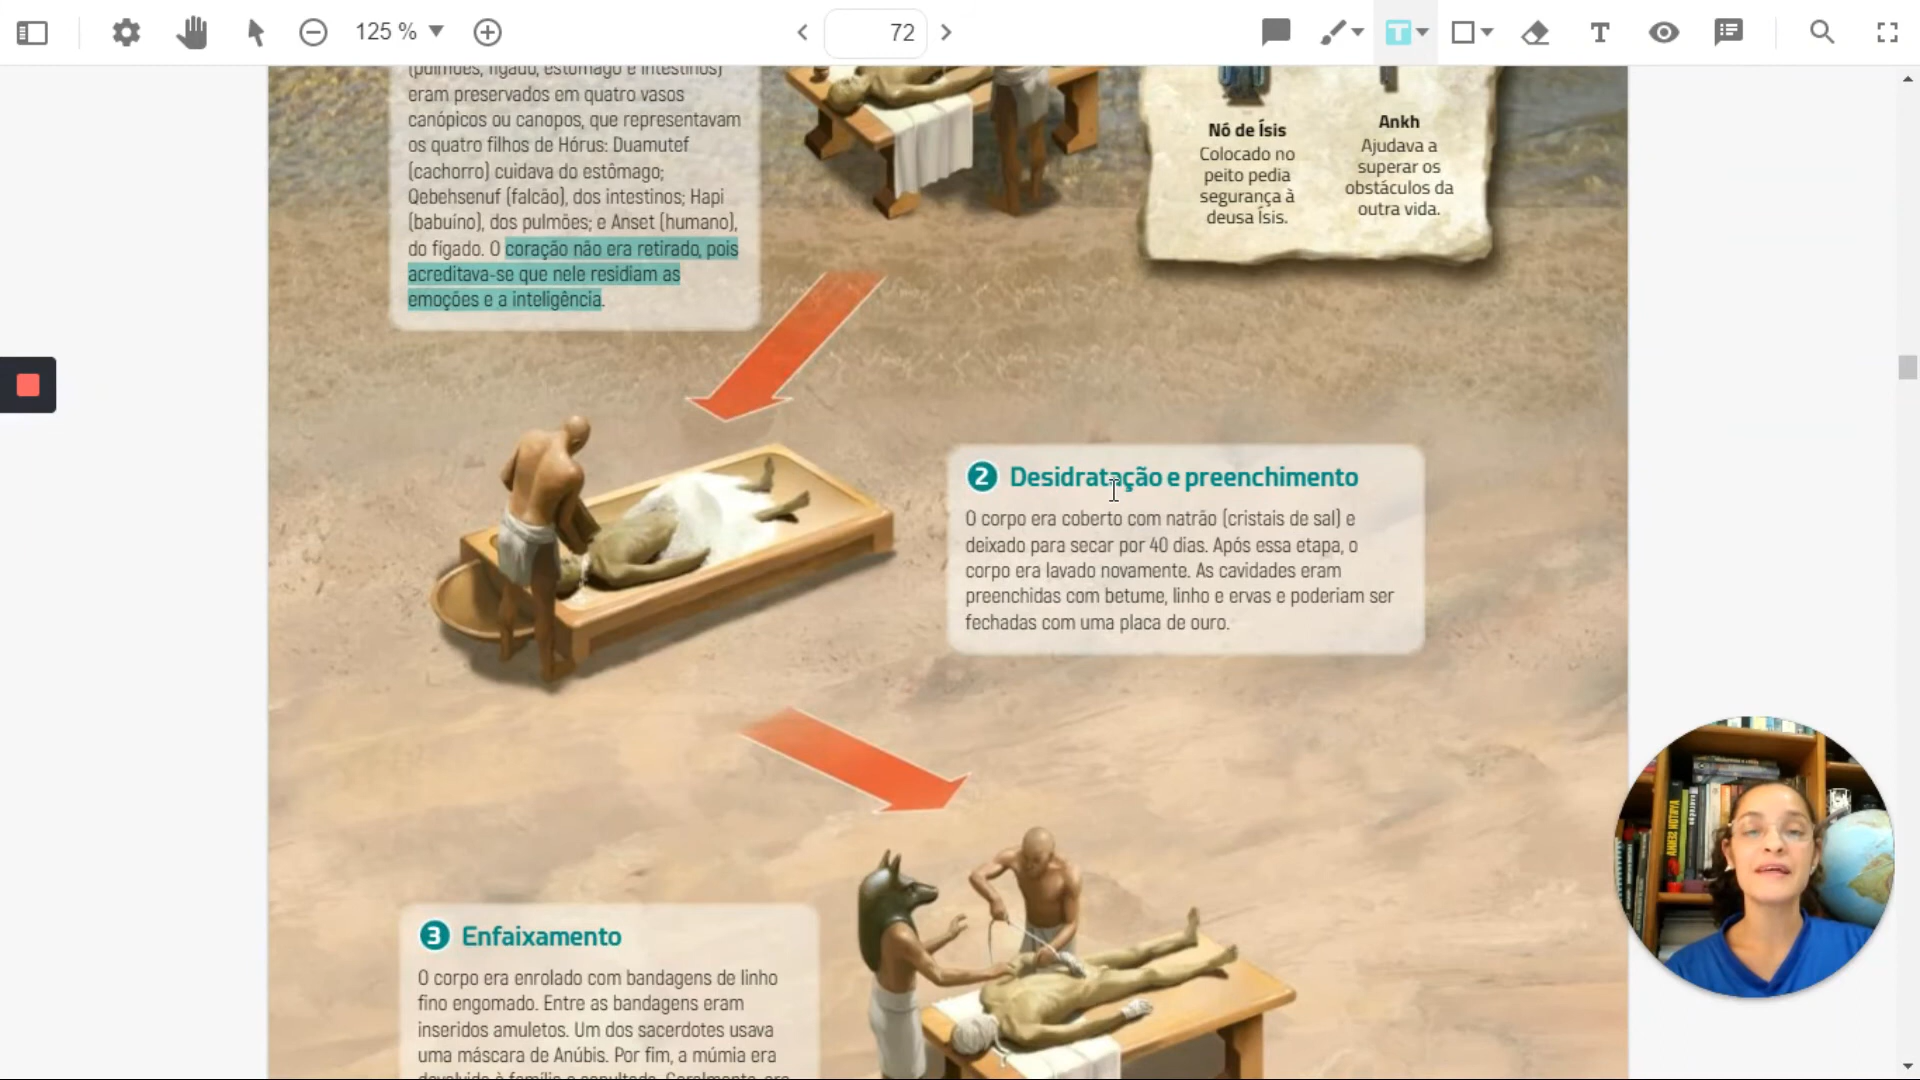 125 %
72
(pulmões, fígado, estômago e intestinos)
eram preservados em quatro vasos
canópicos ou canopos, que representavam
os quatro filhos de Hórus: Duamutef
(cachorro) cuidava do estômago;
Qebehsenuf (falcão), dos intestinos; Hapi
(babuíno), dos pulmões; e Anset (humano),
do fígado. O coração não era retirado, pois
acreditava-se que nele residiam as
emoções e a inteligência.
Nó de Ísis
Colocado no
peito pedia
segurança à
deusa Ísis.
Ankh
Ajudava a
superar os
obstáculos da
outra vida.
2 Desidratação e preenchimento
O corpo era coberto com natrão (cristais de sal) e
deixado para secar por 40 dias. Após essa etapa, o
corpo era lavado novamente. As cavidades eram
preenchidas com betume, linho e ervas e poderiam ser
fechadas com uma placa de ouro.
3 Enfaixamento
O corpo era enrolado com bandagens de linho
fino engomado. Entre as bandagens eram
inseridos amuletos. Um dos sacerdotes usava
uma máscara de Anúbis. Por fim, a múmia era